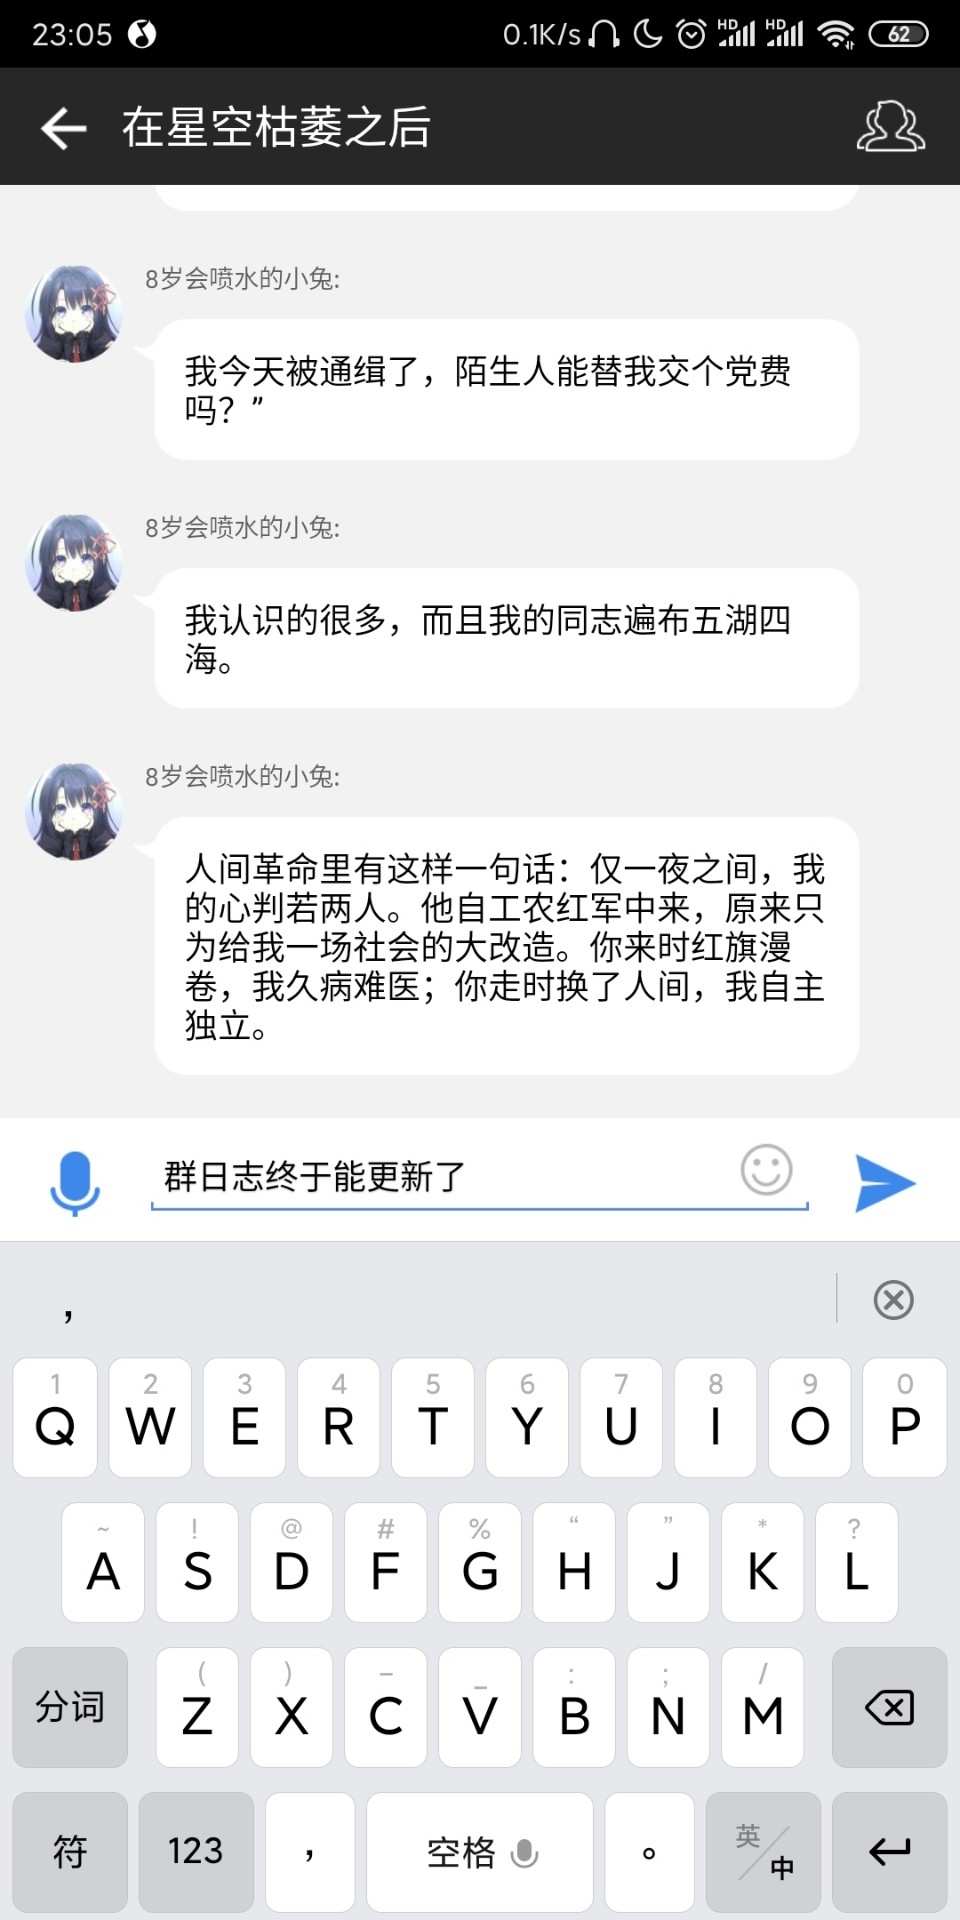 23:05
0.1K/s
HD
HD
62
在星空枯萎之后
8岁会喷水的小兔:
我今天被通缉了，陌生人能替我交个党费
吗？”
8岁会喷水的小兔:
我认识的很多，而且我的同志遍布五湖四
海。
8岁会喷水的小兔:
人间革命里有这样一句话：仅一夜之间，我
的心判若两人。他自工农红军中来，原来只
为给我一场社会的大改造。你来时红旗漫
卷，我久病难医；你走时换了人间，我自主
独立。
群日志终于能更新了
，
1 2 3 4 5 6 7 8 9 0
Q W E R T Y U I O P
~ ! @ # % “ ” * ?
A S D F G H J K L
( ) – _ : ; /
分词 Z X C V B N M
符 123 ， 空格 。 英/中